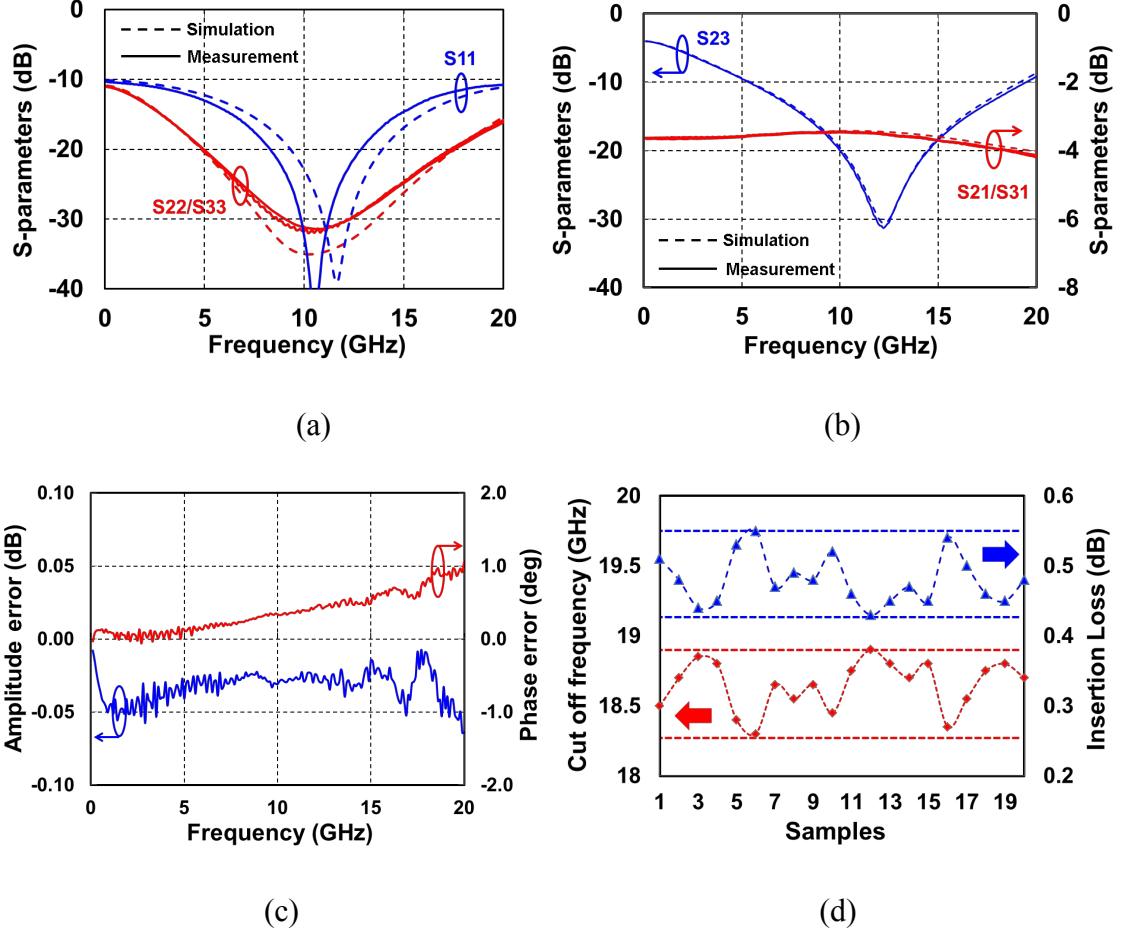 0
-10
-20
-30
-40
S-parameters (dB)
Simulation
Measurement
S11
S22/S33
0 5 10 15 20
Frequency (GHz)
(a)
0
-10
-20
-30
-40
S-parameters (dB)
S23
S21/S31
Simulation
Measurement
0
-2
-4
-6
-8
S-parameters (dB)
0 5 10 15 20
Frequency (GHz)
(b)
0.10
0.05
0.00
-0.05
-0.10
Amplitude error (dB)
2.0
1.0
0.0
-1.0
-2.0
Phase error (deg)
0 5 10 15 20
Frequency (GHz)
(c)
20
19.5
19
18.5
18
Cut off frequency (GHz)
0.6
0.5
0.4
0.3
0.2
Insertion Loss (dB)
1 3 5 7 9 11 13 15 17 19
Samples
(d)